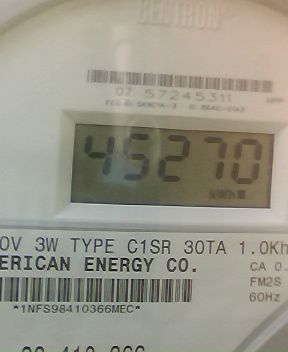 CENTRON
07 57245311
45270
kWh
0V 3W TYPE C1SR 30TA 1.0Kh
ERICAN ENERGY CO.
CA 0.
FM2S
60Hz
*1NFS98410366MEC*